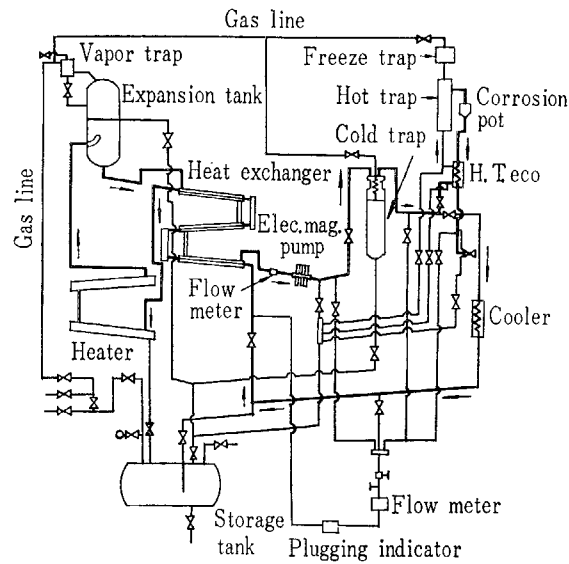 Gas line
Vapor trap
Freeze trap
Expansion tank
Hot trap
Corrosion
pot
Cold trap
Heat exchanger
H.T.eco
Gas line
Elec.mag.
pump
Flow
meter
Cooler
Heater
Storage
tank
Flow meter
Plugging indicator